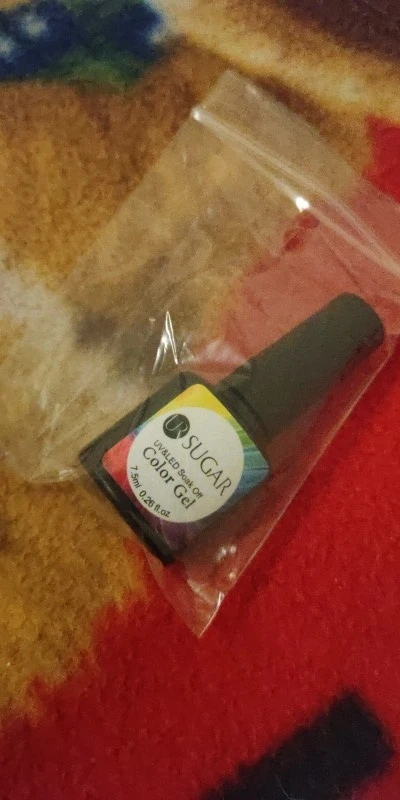 UR SUGAR
UV&LED Soak Off
Color Gel
7.5ml 0.26 fl.oz